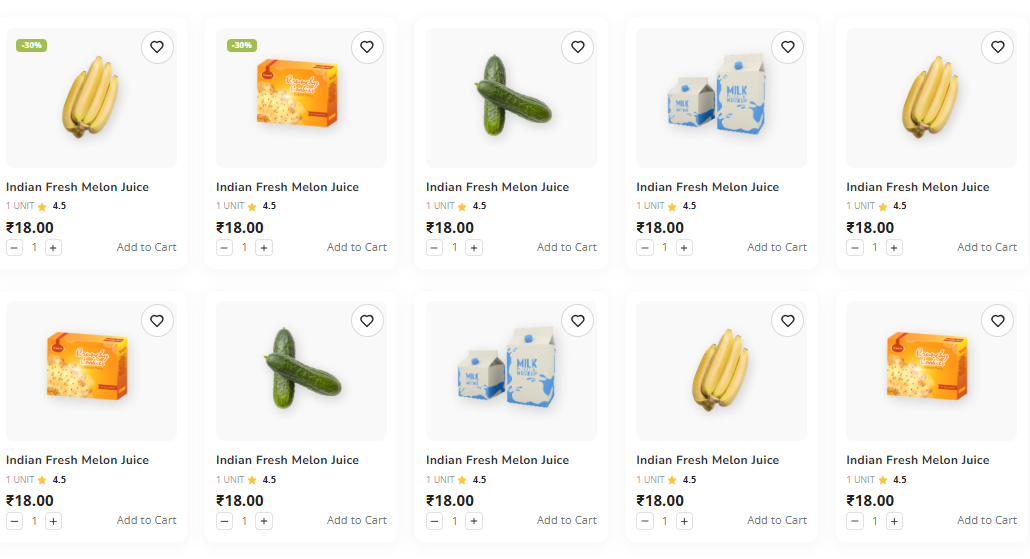 -30%
-30%
Crunchy Cookies
MILK
MILK
MOCKUP
Indian Fresh Melon Juice
Indian Fresh Melon Juice
Indian Fresh Melon Juice
Indian Fresh Melon Juice
Indian Fresh Melon Juice
1 UNIT 4.5
1 UNIT 4.5
1 UNIT 4.5
1 UNIT 4.5
1 UNIT 4.5
₹18.00
₹18.00
₹18.00
₹18.00
₹18.00
− 1 + Add to Cart
− 1 + Add to Cart
− 1 + Add to Cart
− 1 + Add to Cart
− 1 + Add to Cart
Crunchy Cookies
MILK
MILK
MOCKUP
Crunchy Cookies
Indian Fresh Melon Juice
Indian Fresh Melon Juice
Indian Fresh Melon Juice
Indian Fresh Melon Juice
Indian Fresh Melon Juice
1 UNIT 4.5
1 UNIT 4.5
1 UNIT 4.5
1 UNIT 4.5
1 UNIT 4.5
₹18.00
₹18.00
₹18.00
₹18.00
₹18.00
− 1 + Add to Cart
− 1 + Add to Cart
− 1 + Add to Cart
− 1 + Add to Cart
− 1 + Add to Cart